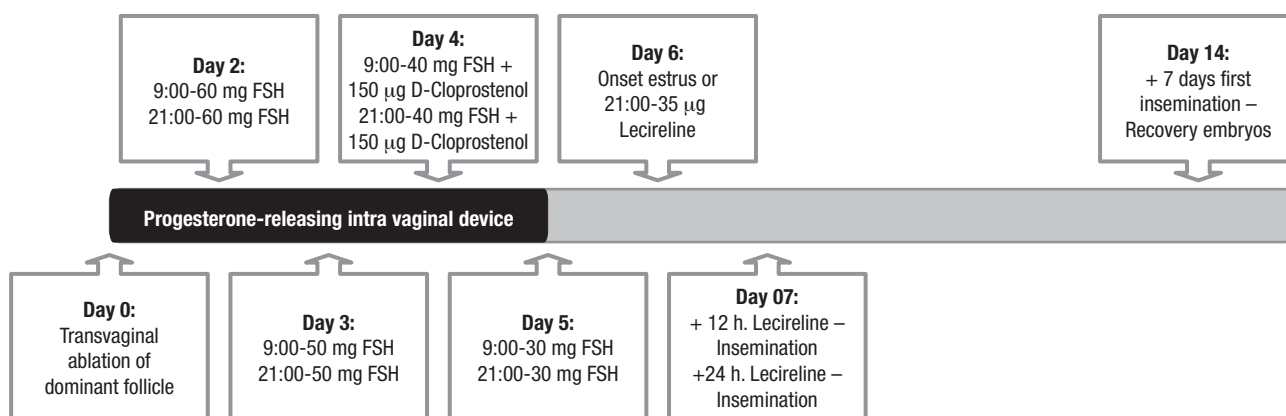 Day 2:
9:00-60 mg FSH
21:00-60 mg FSH
Day 4:
9:00-40 mg FSH +
150 μg D-Cloprostenol
21:00-40 mg FSH +
150 μg D-Cloprostenol
Day 6:
Onset estrus or
21:00-35 μg
Lecireline
Day 14:
+ 7 days first
insemination –
Recovery embryos
Progesterone-releasing intra vaginal device
Day 0:
Transvaginal
ablation of
dominant follicle
Day 3:
9:00-50 mg FSH
21:00-50 mg FSH
Day 5:
9:00-30 mg FSH
21:00-30 mg FSH
Day 07:
+ 12 h. Lecireline –
Insemination
+24 h. Lecireline –
Insemination